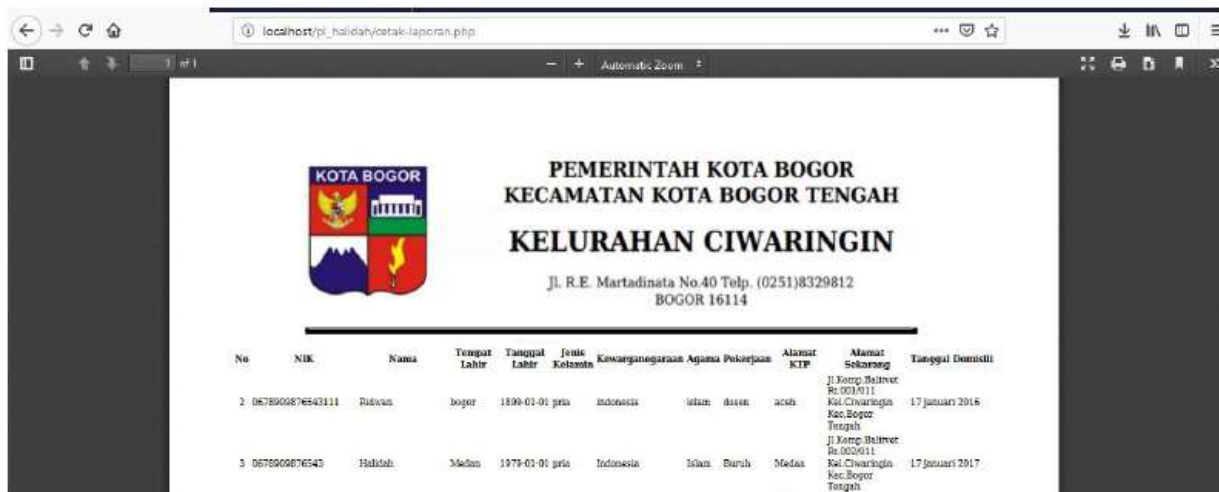 localhost/pl_halidah/cetak-laporan.php
1 of 1
Automatic Zoom
KOTA BOGOR
PEMERINTAH KOTA BOGOR
KECAMATAN KOTA BOGOR TENGAH
KELURAHAN CIWARINGIN
Jl. R.E. Martadinata No.40 Telp. (0251)8329812
BOGOR 16114
No NIK Nama Tempat Lahir Tanggal Lahir Jenis Kelamin Kewarganegaraan Agama Pekerjaan Alamat KTP Alamat Sekarang Tanggal Domisili
2 0678909876543111 Ridwan bogor 1899-01-01 pria indonesia islam dosen aceh Jl.Komp.Balitvet
Rt.001/011
Kel.Ciwaringin
Kec.Bogor
Tengah
17 januari 2016
3 0678909876543 Halidah Medan 1979-01-01 pria Indonesia Islam Buruh Medan Jl.Komp.Balitvet
Rt.002/011
Kel.Ciwaringin
Kec.Bogor
Tengah
17 Januari 2017